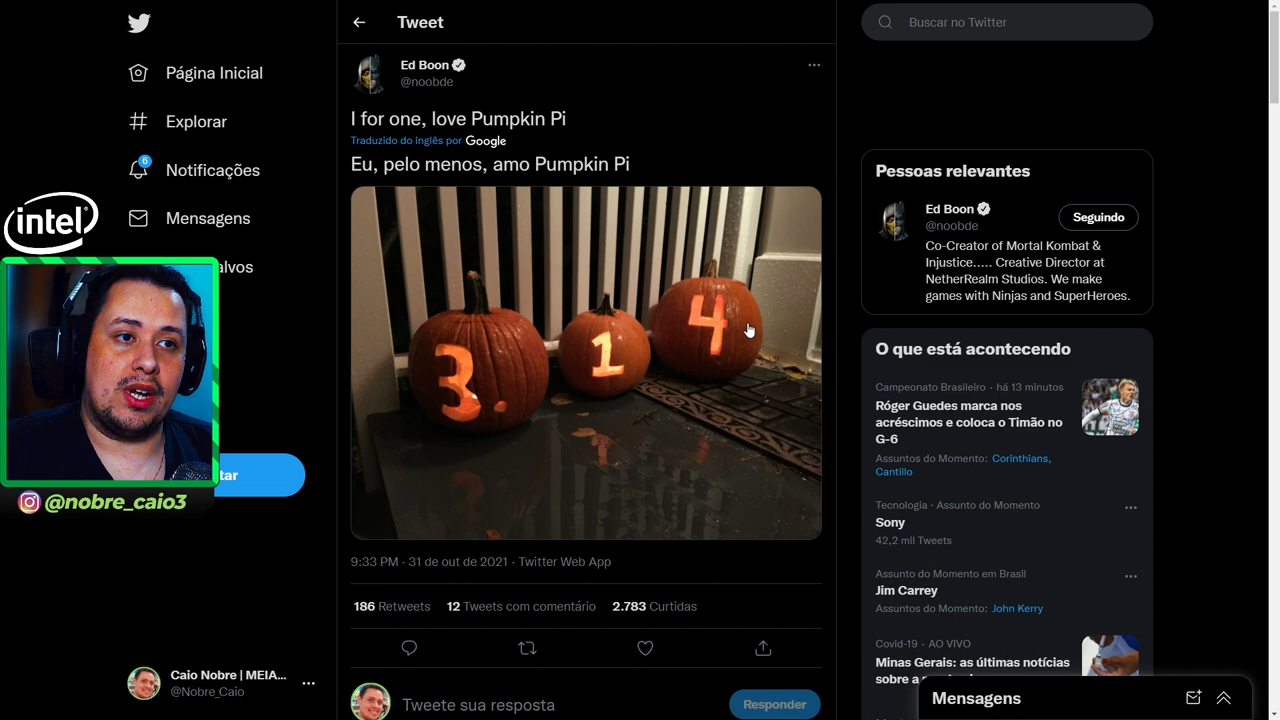 Tweet
Buscar no Twitter
Página Inicial
Explorar
6
Notificações
Mensagens
alvos
tar
intel
@nobre_caio3
Caio Nobre | MEIA...
@Nobre_Caio
Ed Boon
@noobde
I for one, love Pumpkin Pi
Traduzido do inglês por Google
Eu, pelo menos, amo Pumpkin Pi
3. 1 4
9:33 PM · 31 de out de 2021 · Twitter Web App
186 Retweets 12 Tweets com comentário 2.783 Curtidas
Tweete sua resposta
Responder
Pessoas relevantes
Ed Boon
@noobde
Seguindo
Co-Creator of Mortal Kombat &
Injustice..... Creative Director at
NetherRealm Studios. We make
games with Ninjas and SuperHeroes.
O que está acontecendo
Campeonato Brasileiro · há 13 minutos
Róger Guedes marca nos
acréscimos e coloca o Timão no
G-6
Assuntos do Momento: Corinthians,
Cantillo
Tecnologia · Assunto do Momento
Sony
42,2 mil Tweets
Assunto do Momento em Brasil
Jim Carrey
Assuntos do Momento: John Kerry
Covid-19 · AO VIVO
Minas Gerais: as últimas notícias
sobre a
Mensagens